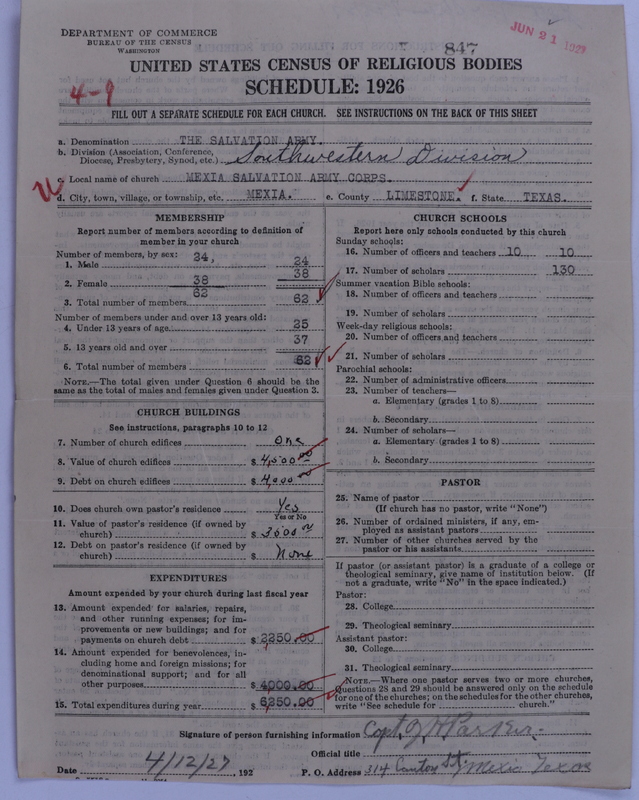 DEPARTMENT OF COMMERCE
BUREAU OF THE CENSUS
WASHINGTON
847
JUN 21 1927
UNITED STATES CENSUS OF RELIGIOUS BODIES
SCHEDULE: 1926
4-9
FILL OUT A SEPARATE SCHEDULE FOR EACH CHURCH. SEE INSTRUCTIONS ON THE BACK OF THIS SHEET
a. Denomination THE SALVATION ARMY.
b. Division (Association, Conference, Diocese, Presbytery, Synod, etc.) Southwestern Division
c. Local name of church MEXIA SALVATION ARMY CORPS.
d. City, town, village, or township, etc. MEXIA. e. County LIMESTONE. f. State TEXAS.
MEMBERSHIP
Report number of members according to definition of
member in your church
Number of members, by sex:
1. Male 24, 24
2. Female 38 38
3. Total number of members 62 62
Number of members under and over 13 years old:
4. Under 13 years of age 25
5. 13 years old and over 37
6. Total number of members 62
NOTE.—The total given under Question 6 should be the
same as the total of males and females given under Question 3.
CHURCH BUILDINGS
See instructions, paragraphs 10 to 12
7. Number of church edifices One
8. Value of church edifices $ 4,500.00
9. Debt on church edifices $ 4,000.00
10. Does church own pastor's residence Yes
Yes or No
11. Value of pastor's residence (if owned by
church) $ 3500.00
12. Debt on pastor's residence (if owned by
church) $ None
EXPENDITURES
Amount expended by your church during last fiscal year
13. Amount expended for salaries, repairs,
and other running expenses; for im-
provements or new buildings; and for
payments on church debt $ 2250.00
14. Amount expended for benevolences, in-
cluding home and foreign missions; for
denominational support; and for all
other purposes $ 4000.00
15. Total expenditures during year $ 6250.00
CHURCH SCHOOLS
Report here only schools conducted by this church
Sunday schools:
16. Number of officers and teachers 10 10
17. Number of scholars 130
Summer vacation Bible schools:
18. Number of officers and teachers
19. Number of scholars
Week-day religious schools:
20. Number of officers and teachers
21. Number of scholars
Parochial schools:
22. Number of administrative officers
23. Number of teachers—
a. Elementary (grades 1 to 8)
b. Secondary
24. Number of scholars—
a. Elementary (grades 1 to 8)
b. Secondary
PASTOR
25. Name of pastor
(If church has no pastor, write "None")
26. Number of ordained ministers, if any, em-
ployed as assistant pastors
27. Number of other churches served by the
pastor or his assistants
If pastor (or assistant pastor) is a graduate of a college or
theological seminary, give name of institution below. (If
not a graduate, write "No" in the space indicated.)
Pastor:
28. College
29. Theological seminary
Assistant pastor:
30. College
31. Theological seminary
NOTE.—Where one pastor serves two or more churches,
Questions 28 and 29 should be answered only on the schedule
for one of the churches; on the schedules for the other churches,
write "See schedule for church."
Signature of person furnishing information Capt. J H Parker.
Official title
Date 4/12/27, 192 P. O. Address 314 Canton St. Mexia Texas